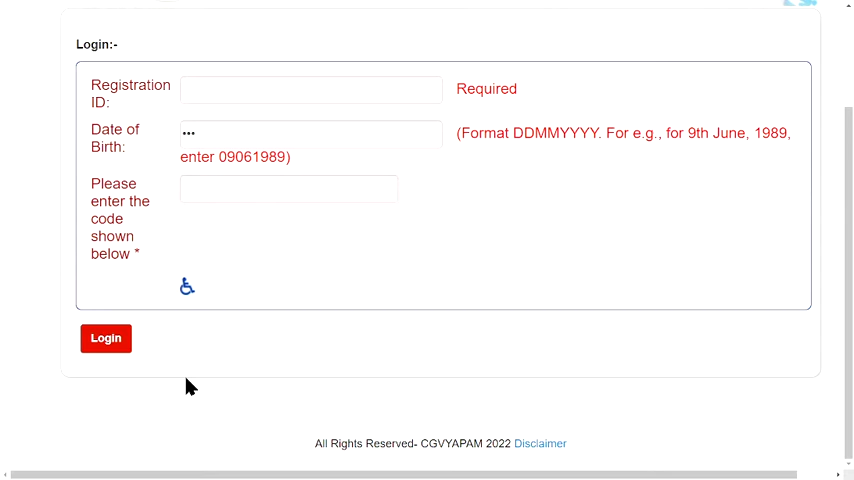 Login:-
Registration ID:
Required
Date of Birth:
•••
(Format DDMMYYYY. For e.g., for 9th June, 1989,
enter 09061989)
Please
enter the
code
shown
below *
Login
All Rights Reserved- CGVYAPAM 2022 Disclaimer